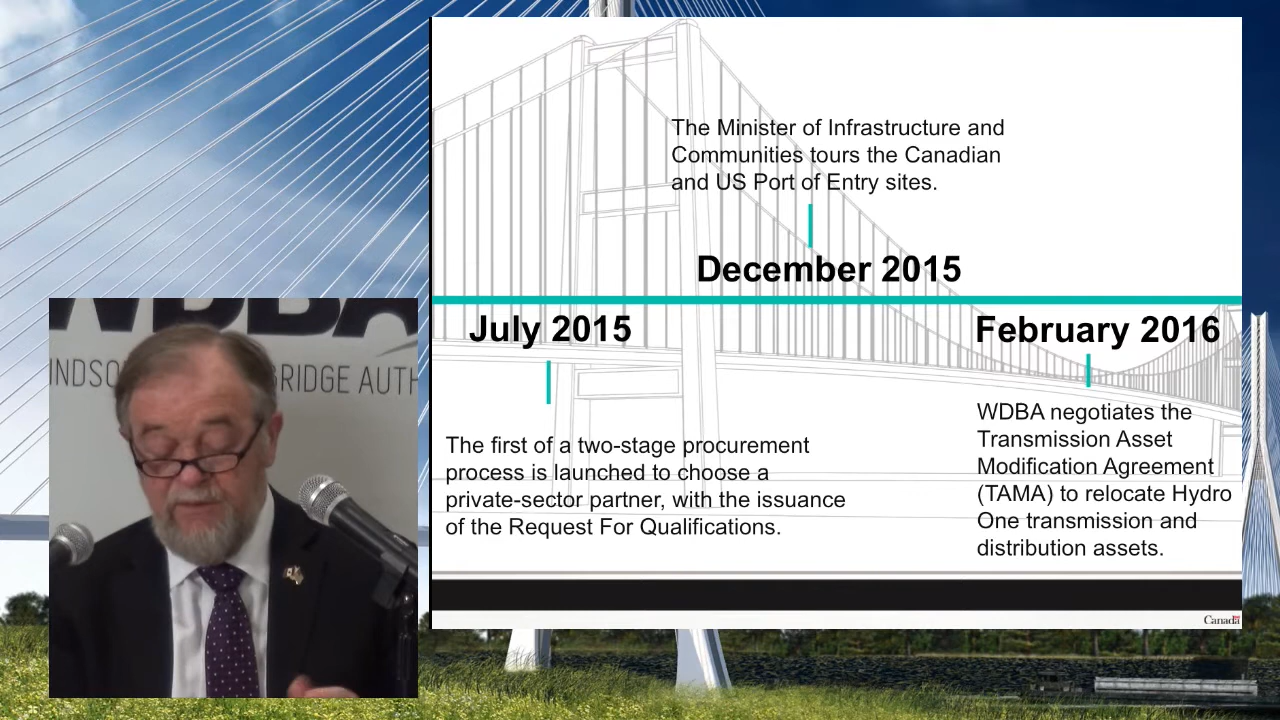 The Minister of Infrastructure and
Communities tours the Canadian
and US Port of Entry sites.
December 2015
July 2015
February 2016
The first of a two-stage procurement
process is launched to choose a
private-sector partner, with the issuance
of the Request For Qualifications.
WDBA negotiates the
Transmission Asset
Modification Agreement
(TAMA) to relocate Hydro
One transmission and
distribution assets.
WDBA
Canada